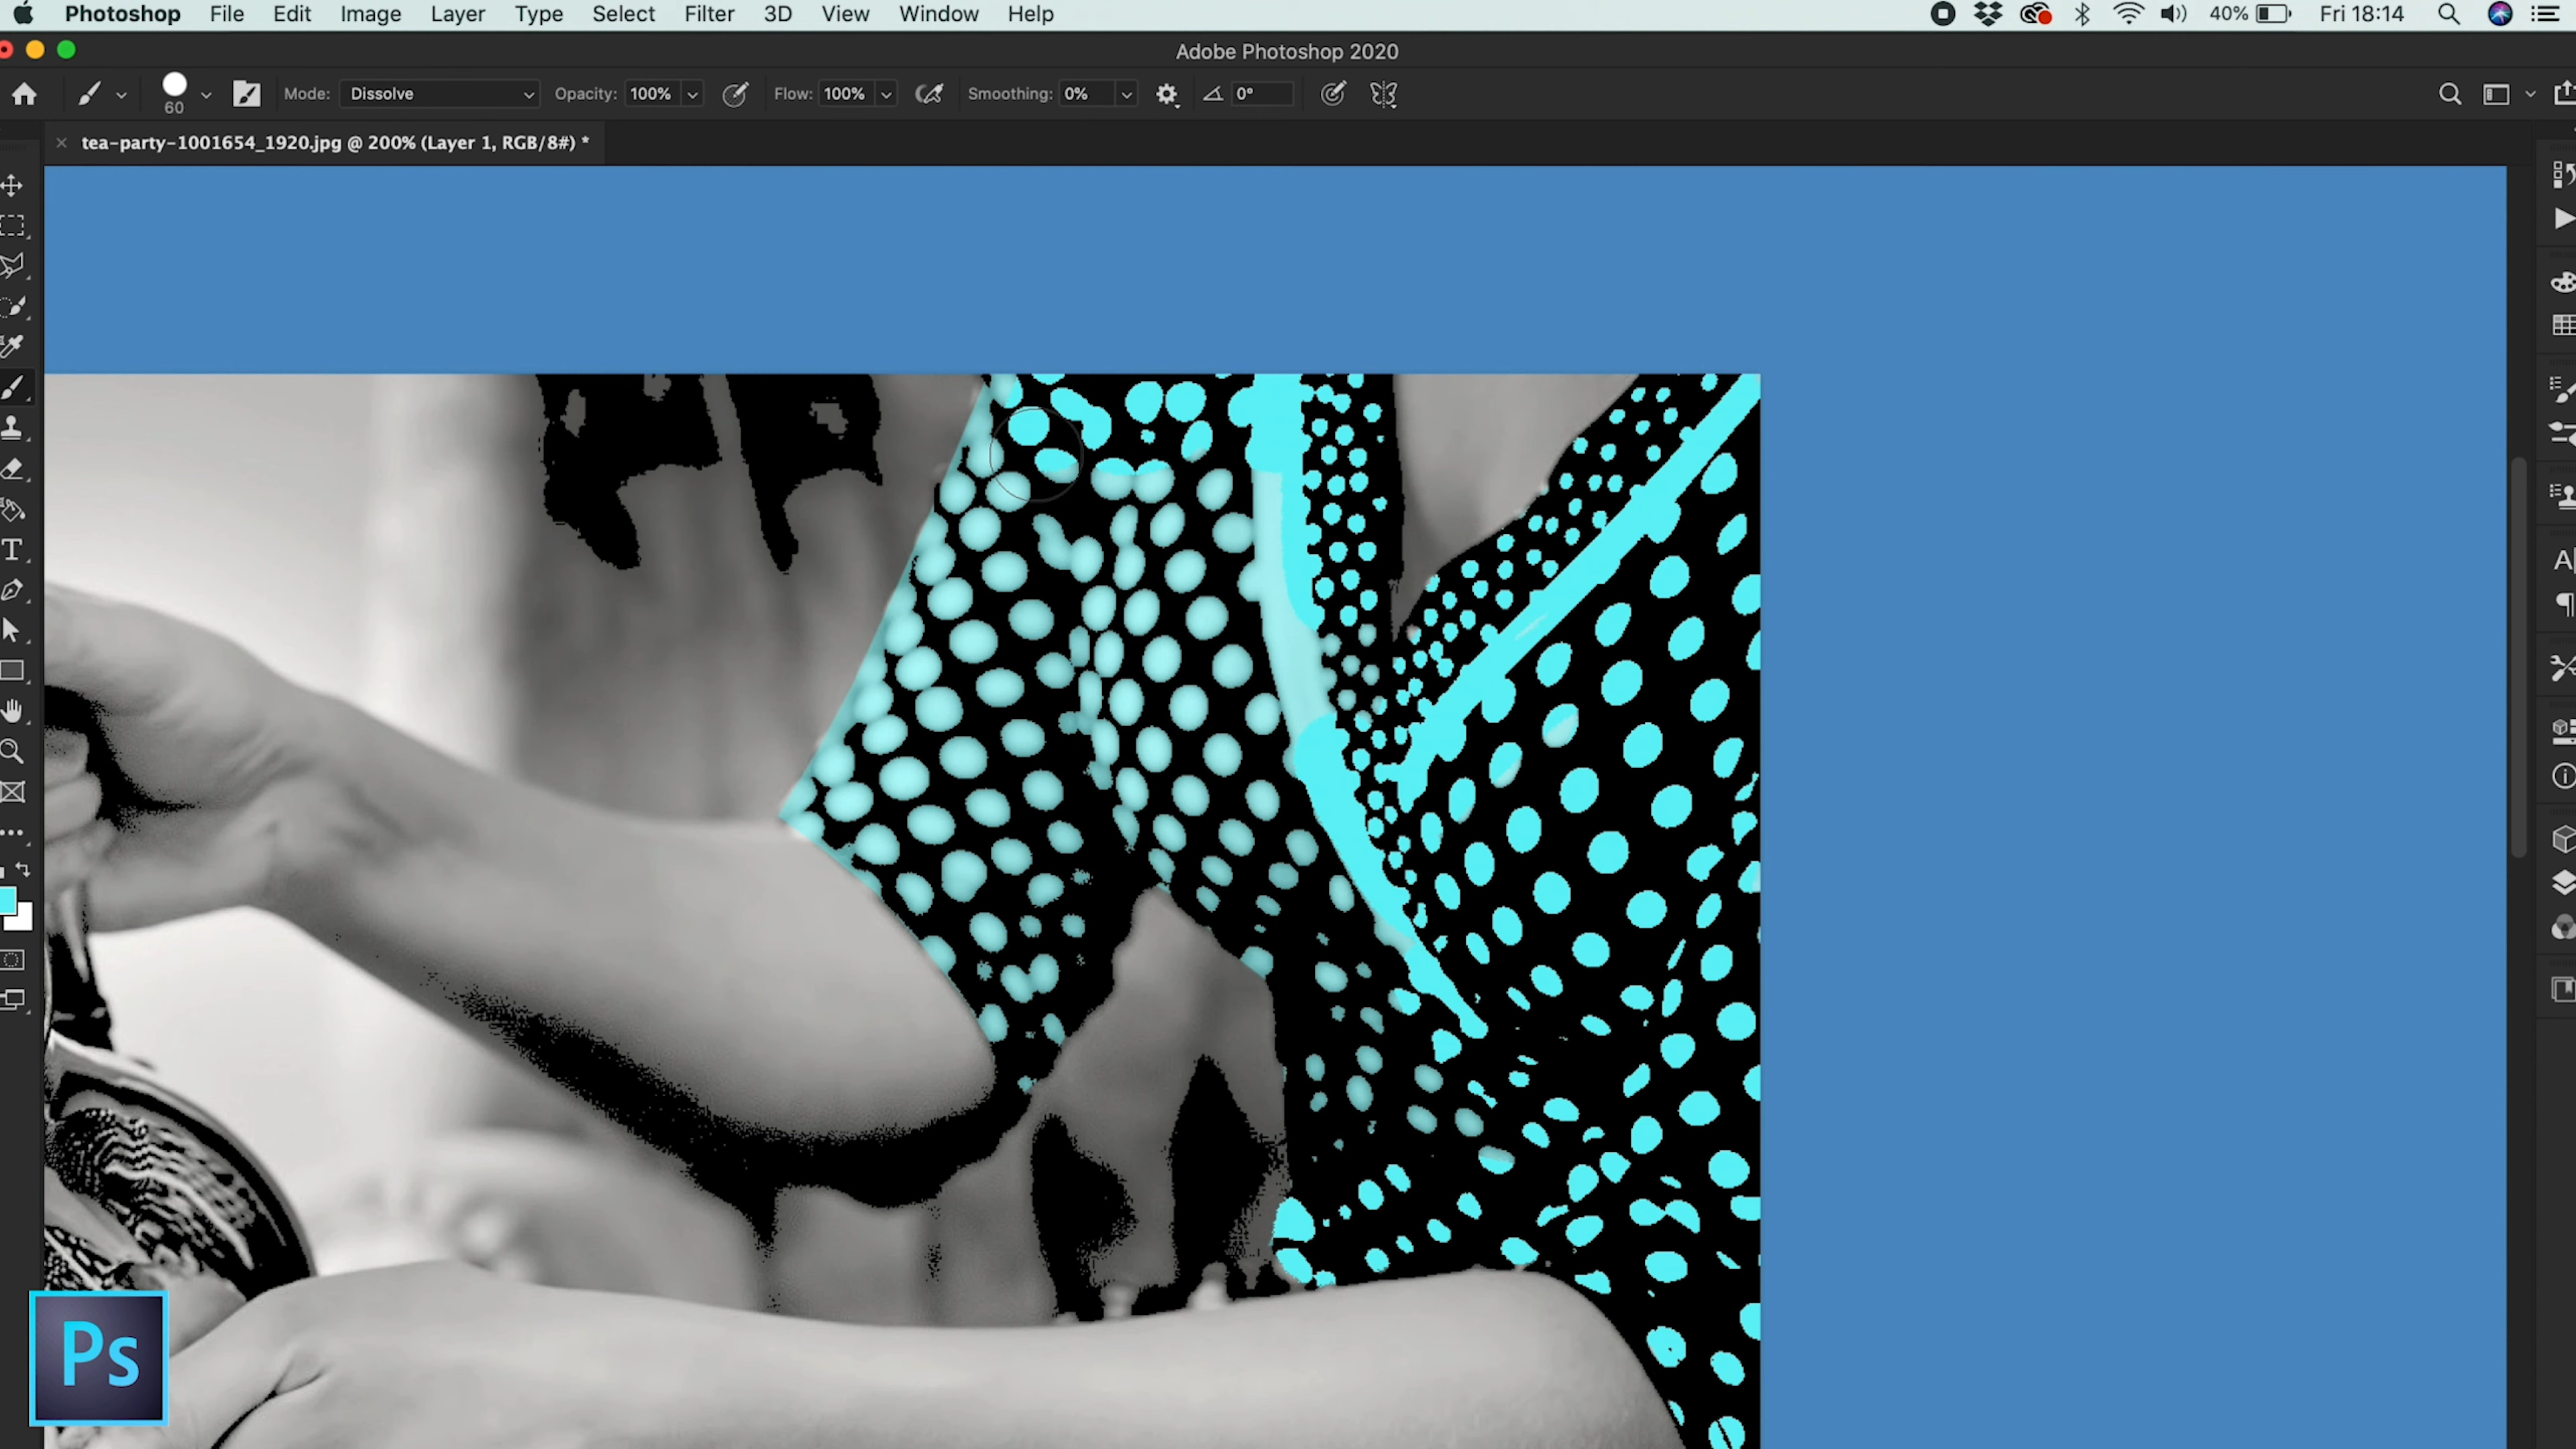 Photoshop File Edit Image Layer Type Select Filter 3D View Window Help 40% Fri 18:14
Adobe Photoshop 2020
60 Mode: Dissolve Opacity: 100% Flow: 100% Smoothing: 0% 0°
tea-party-1001654_1920.jpg @ 200% (Layer 1, RGB/8#) *
Ps